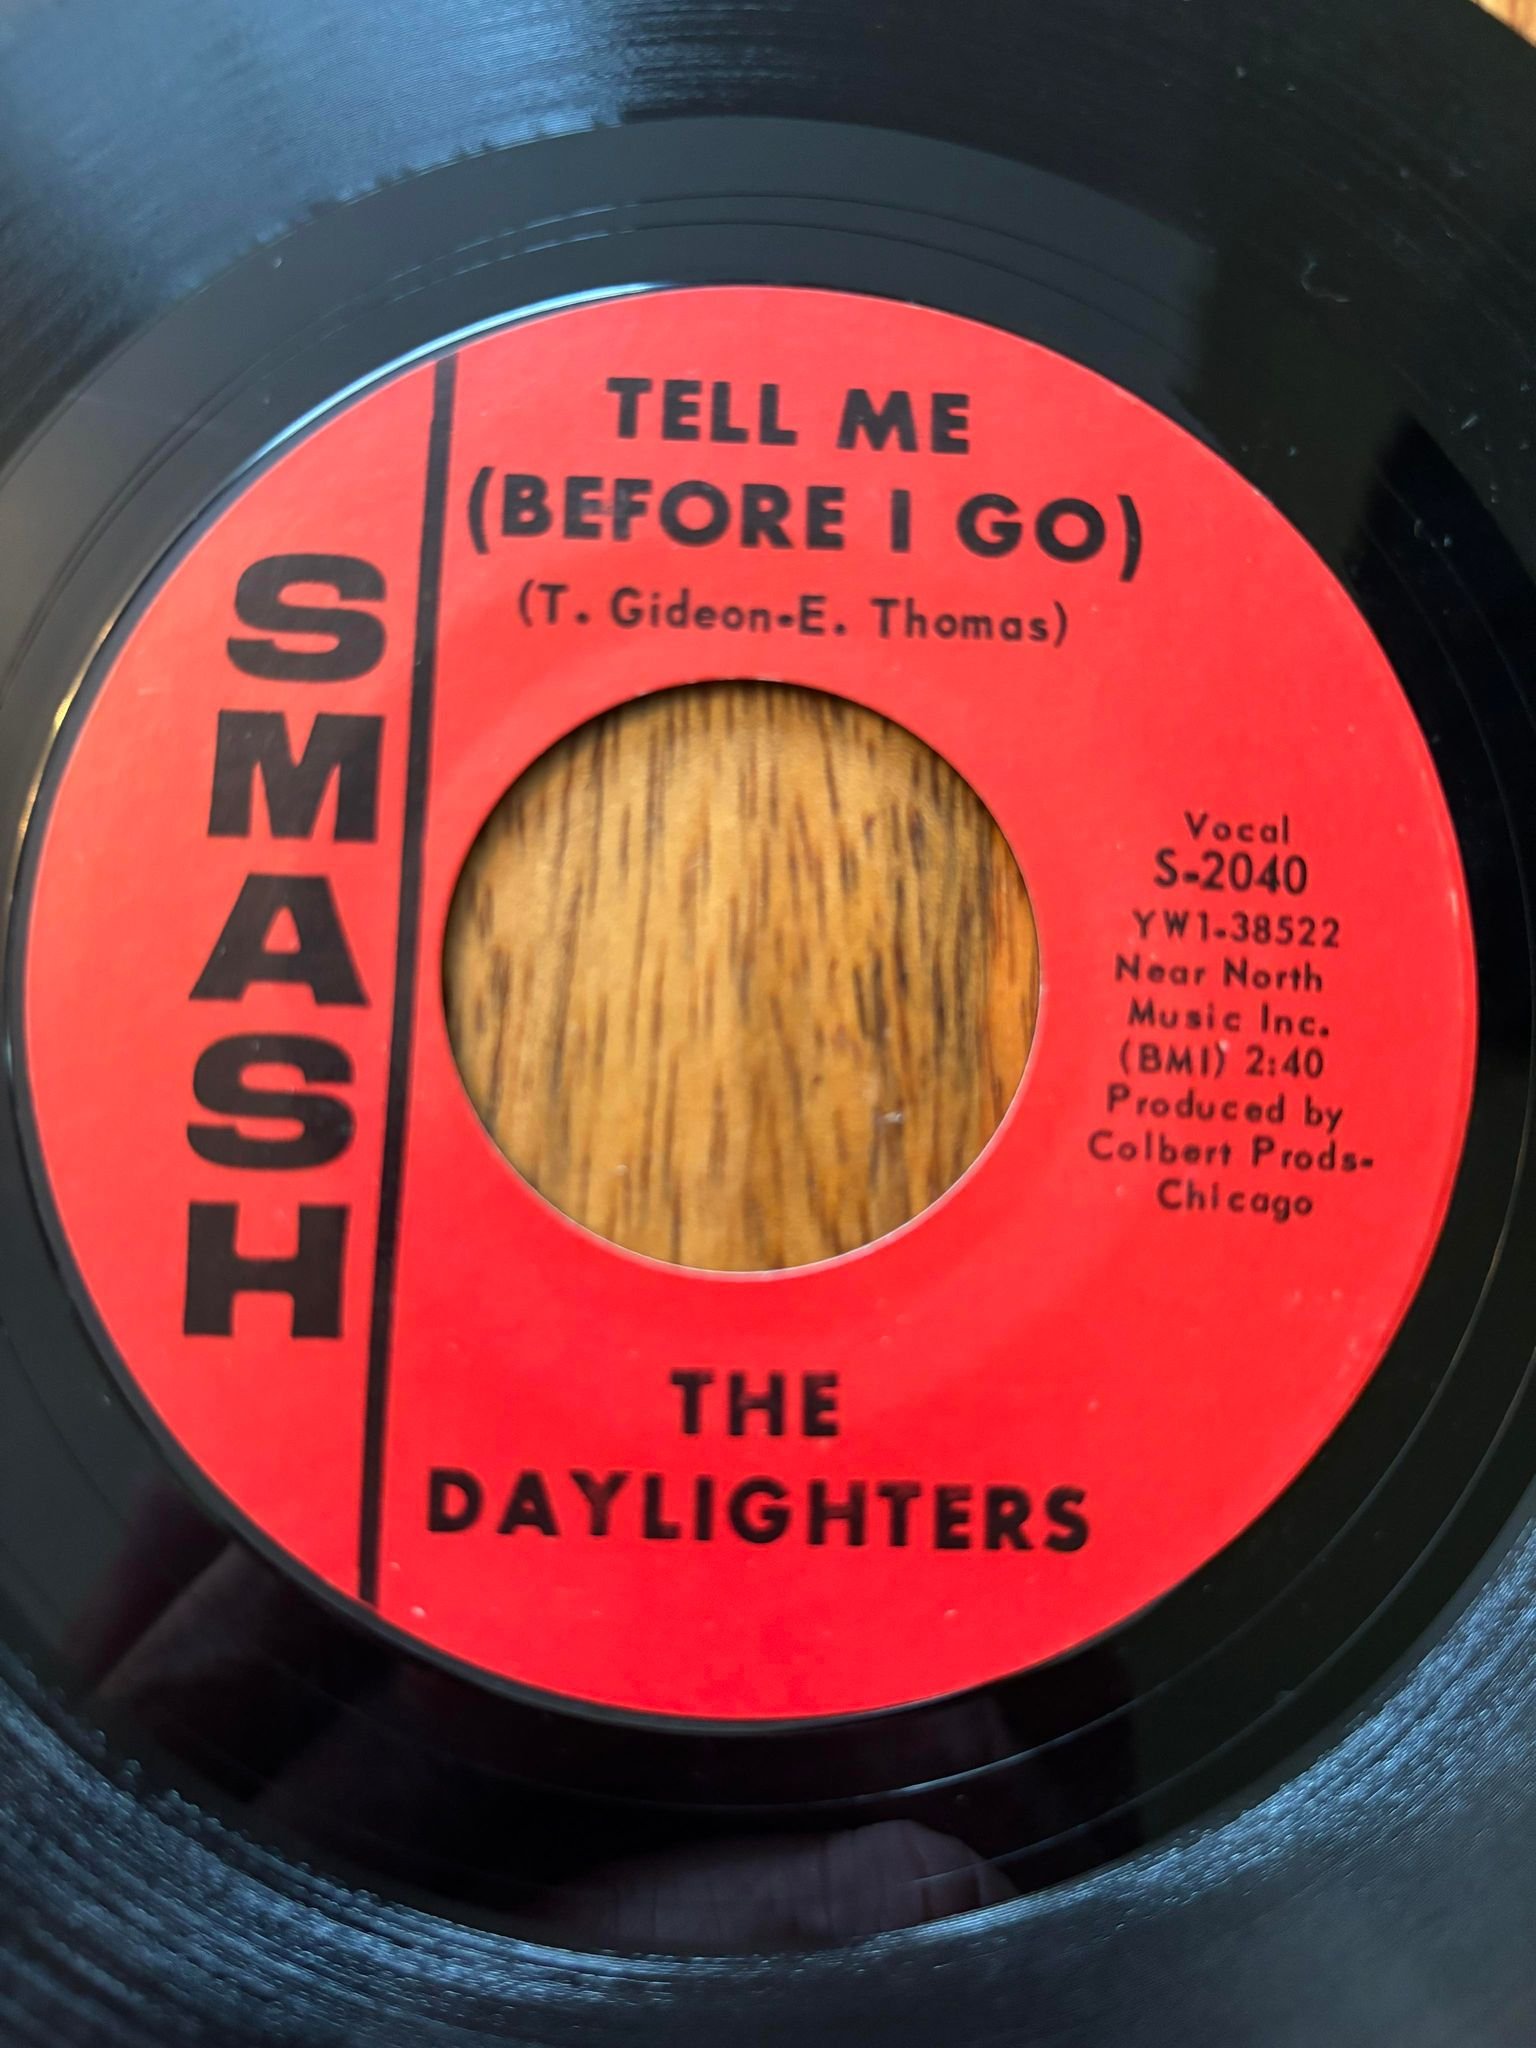 TELL ME
(BEFORE I GO)
(T. Gideon-E. Thomas)
SMASH
Vocal
S-2040
YW1-38522
Near North
Music Inc.
(BMI) 2:40
Produced by
Colbert Prods-
Chicago
THE
DAYLIGHTERS